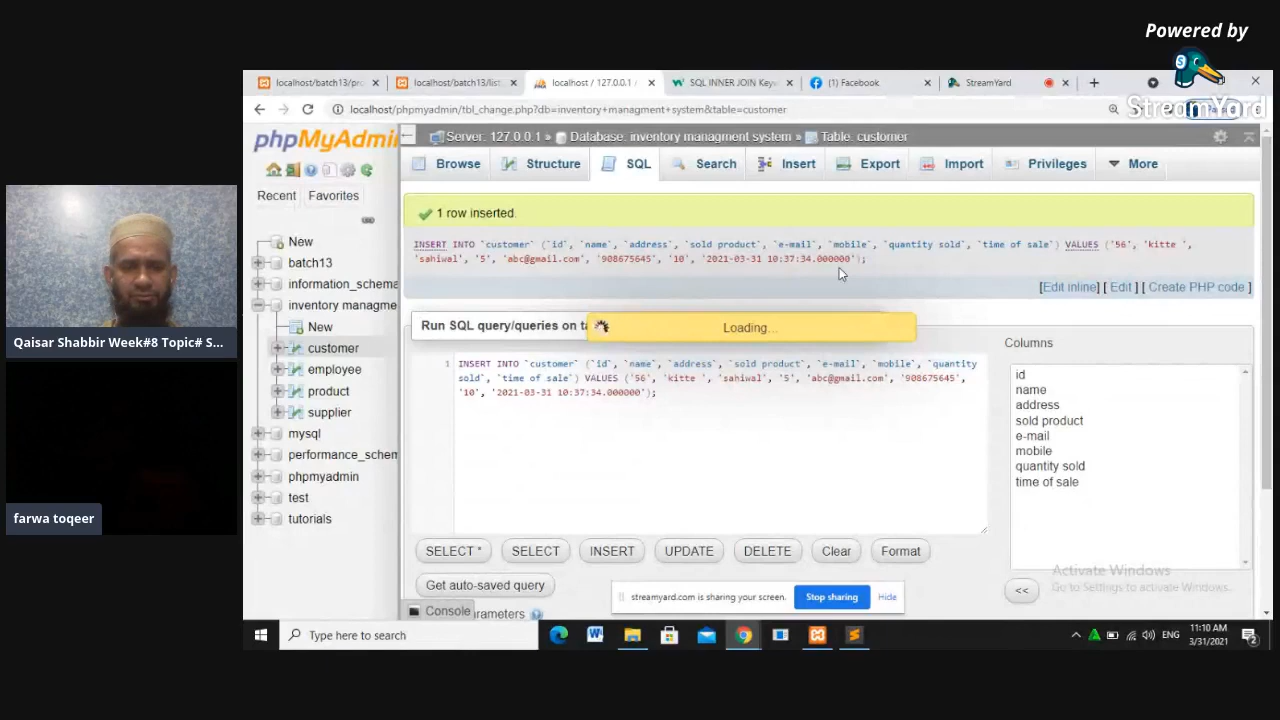 Powered by
StreamYard
localhost/batch13/pro
localhost/batch13/list
localhost / 127.0.0.1 /
SQL INNER JOIN Key
(1) Facebook
StreamYard
localhost/phpmyadmin/tbl_change.php?db=inventory+managment+system&table=customer
phpMyAdmin
Server: 127.0.0.1 » Database: inventory managment system » Table: customer
Browse
Structure
SQL
Search
Insert
Export
Import
Privileges
More
Recent
Favorites
New
batch13
information_schema
inventory manageme
New
customer
employee
product
supplier
mysql
performance_schem
phpmyadmin
test
tutorials
1 row inserted.
INSERT INTO `customer` (`id`, `name`, `address`, `sold product`, `e-mail`, `mobile`, `quantity sold`, `time of sale`) VALUES ('56', 'kitte ',
'sahiwal', '5', 'abc@gmail.com', '908675645', '10', '2021-03-31 10:37:34.000000');
[Edit inline] [ Edit ] [ Create PHP code ]
Run SQL query/queries on ta
Loading...
1
INSERT INTO `customer` (`id`, `name`, `address`, `sold product`, `e-mail`, `mobile`, `quantity
sold`, `time of sale`) VALUES ('56', 'kitte ', 'sahiwal', '5', 'abc@gmail.com', '908675645',
'10', '2021-03-31 10:37:34.000000');
Columns
id
name
address
sold product
e-mail
mobile
quantity sold
time of sale
SELECT *
SELECT
INSERT
UPDATE
DELETE
Clear
Format
<<
Get auto-saved query
Activate Windows
Go to Settings to activate Windows.
Console
rameters
streamyard.com is sharing your screen.
Stop sharing
Hide
Type here to search
ENG
11:10 AM
3/31/2021
2
Qaisar Shabbir Week#8 Topic# S...
farwa toqeer